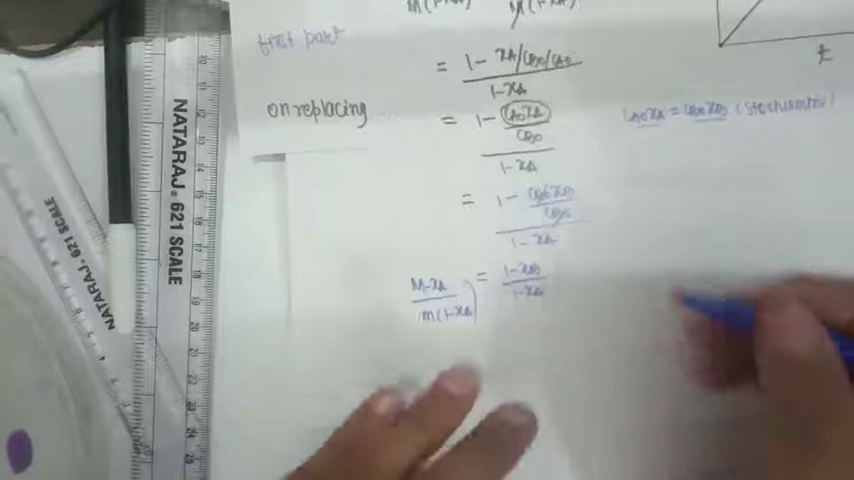 first part
= 1 - XA/(CBO/CAO)
1-XA
on replacing
= 1 - CAOXA
CBO
1-XA
CAOXA = CBOXB (stoichiometric)
= 1 - CBOXB
CBO
1-XA
M-XA
M(1-XA)
= 1-XB
1-XA
t
NATARAJ 621 SCALE
NATARAJ 621 SCALE